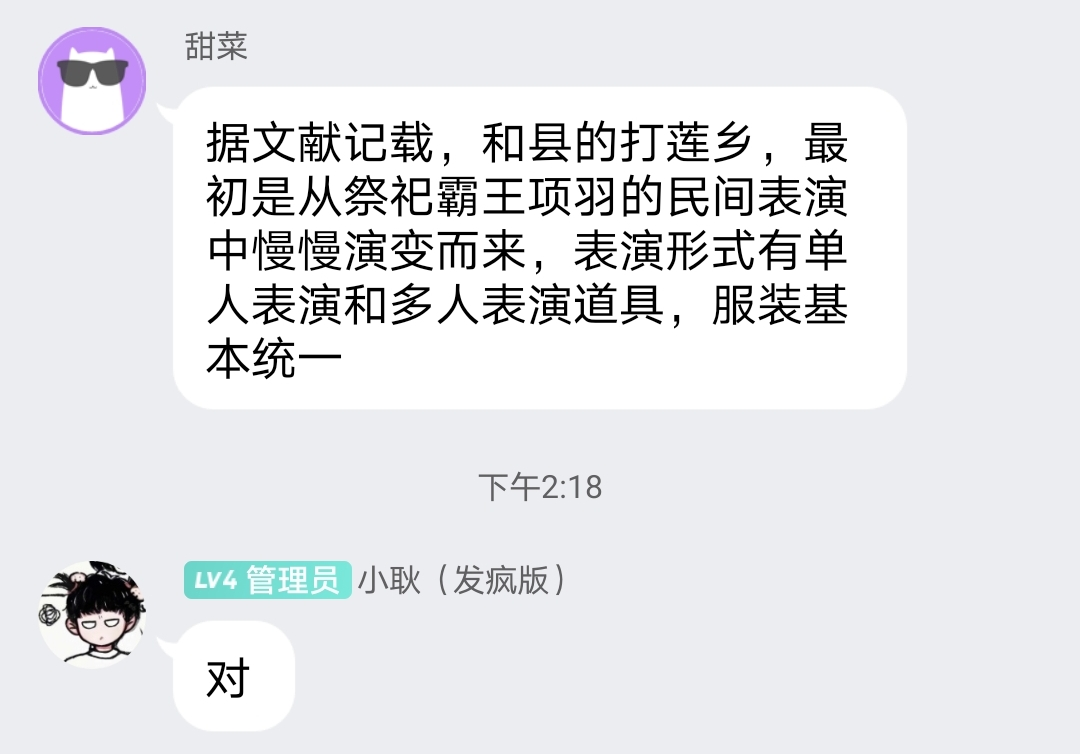 甜菜
据文献记载，和县的打莲乡，最
初是从祭祀霸王项羽的民间表演
中慢慢演变而来，表演形式有单
人表演和多人表演道具，服装基
本统一
下午2:18
LV4 管理员 小耿（发疯版）
对